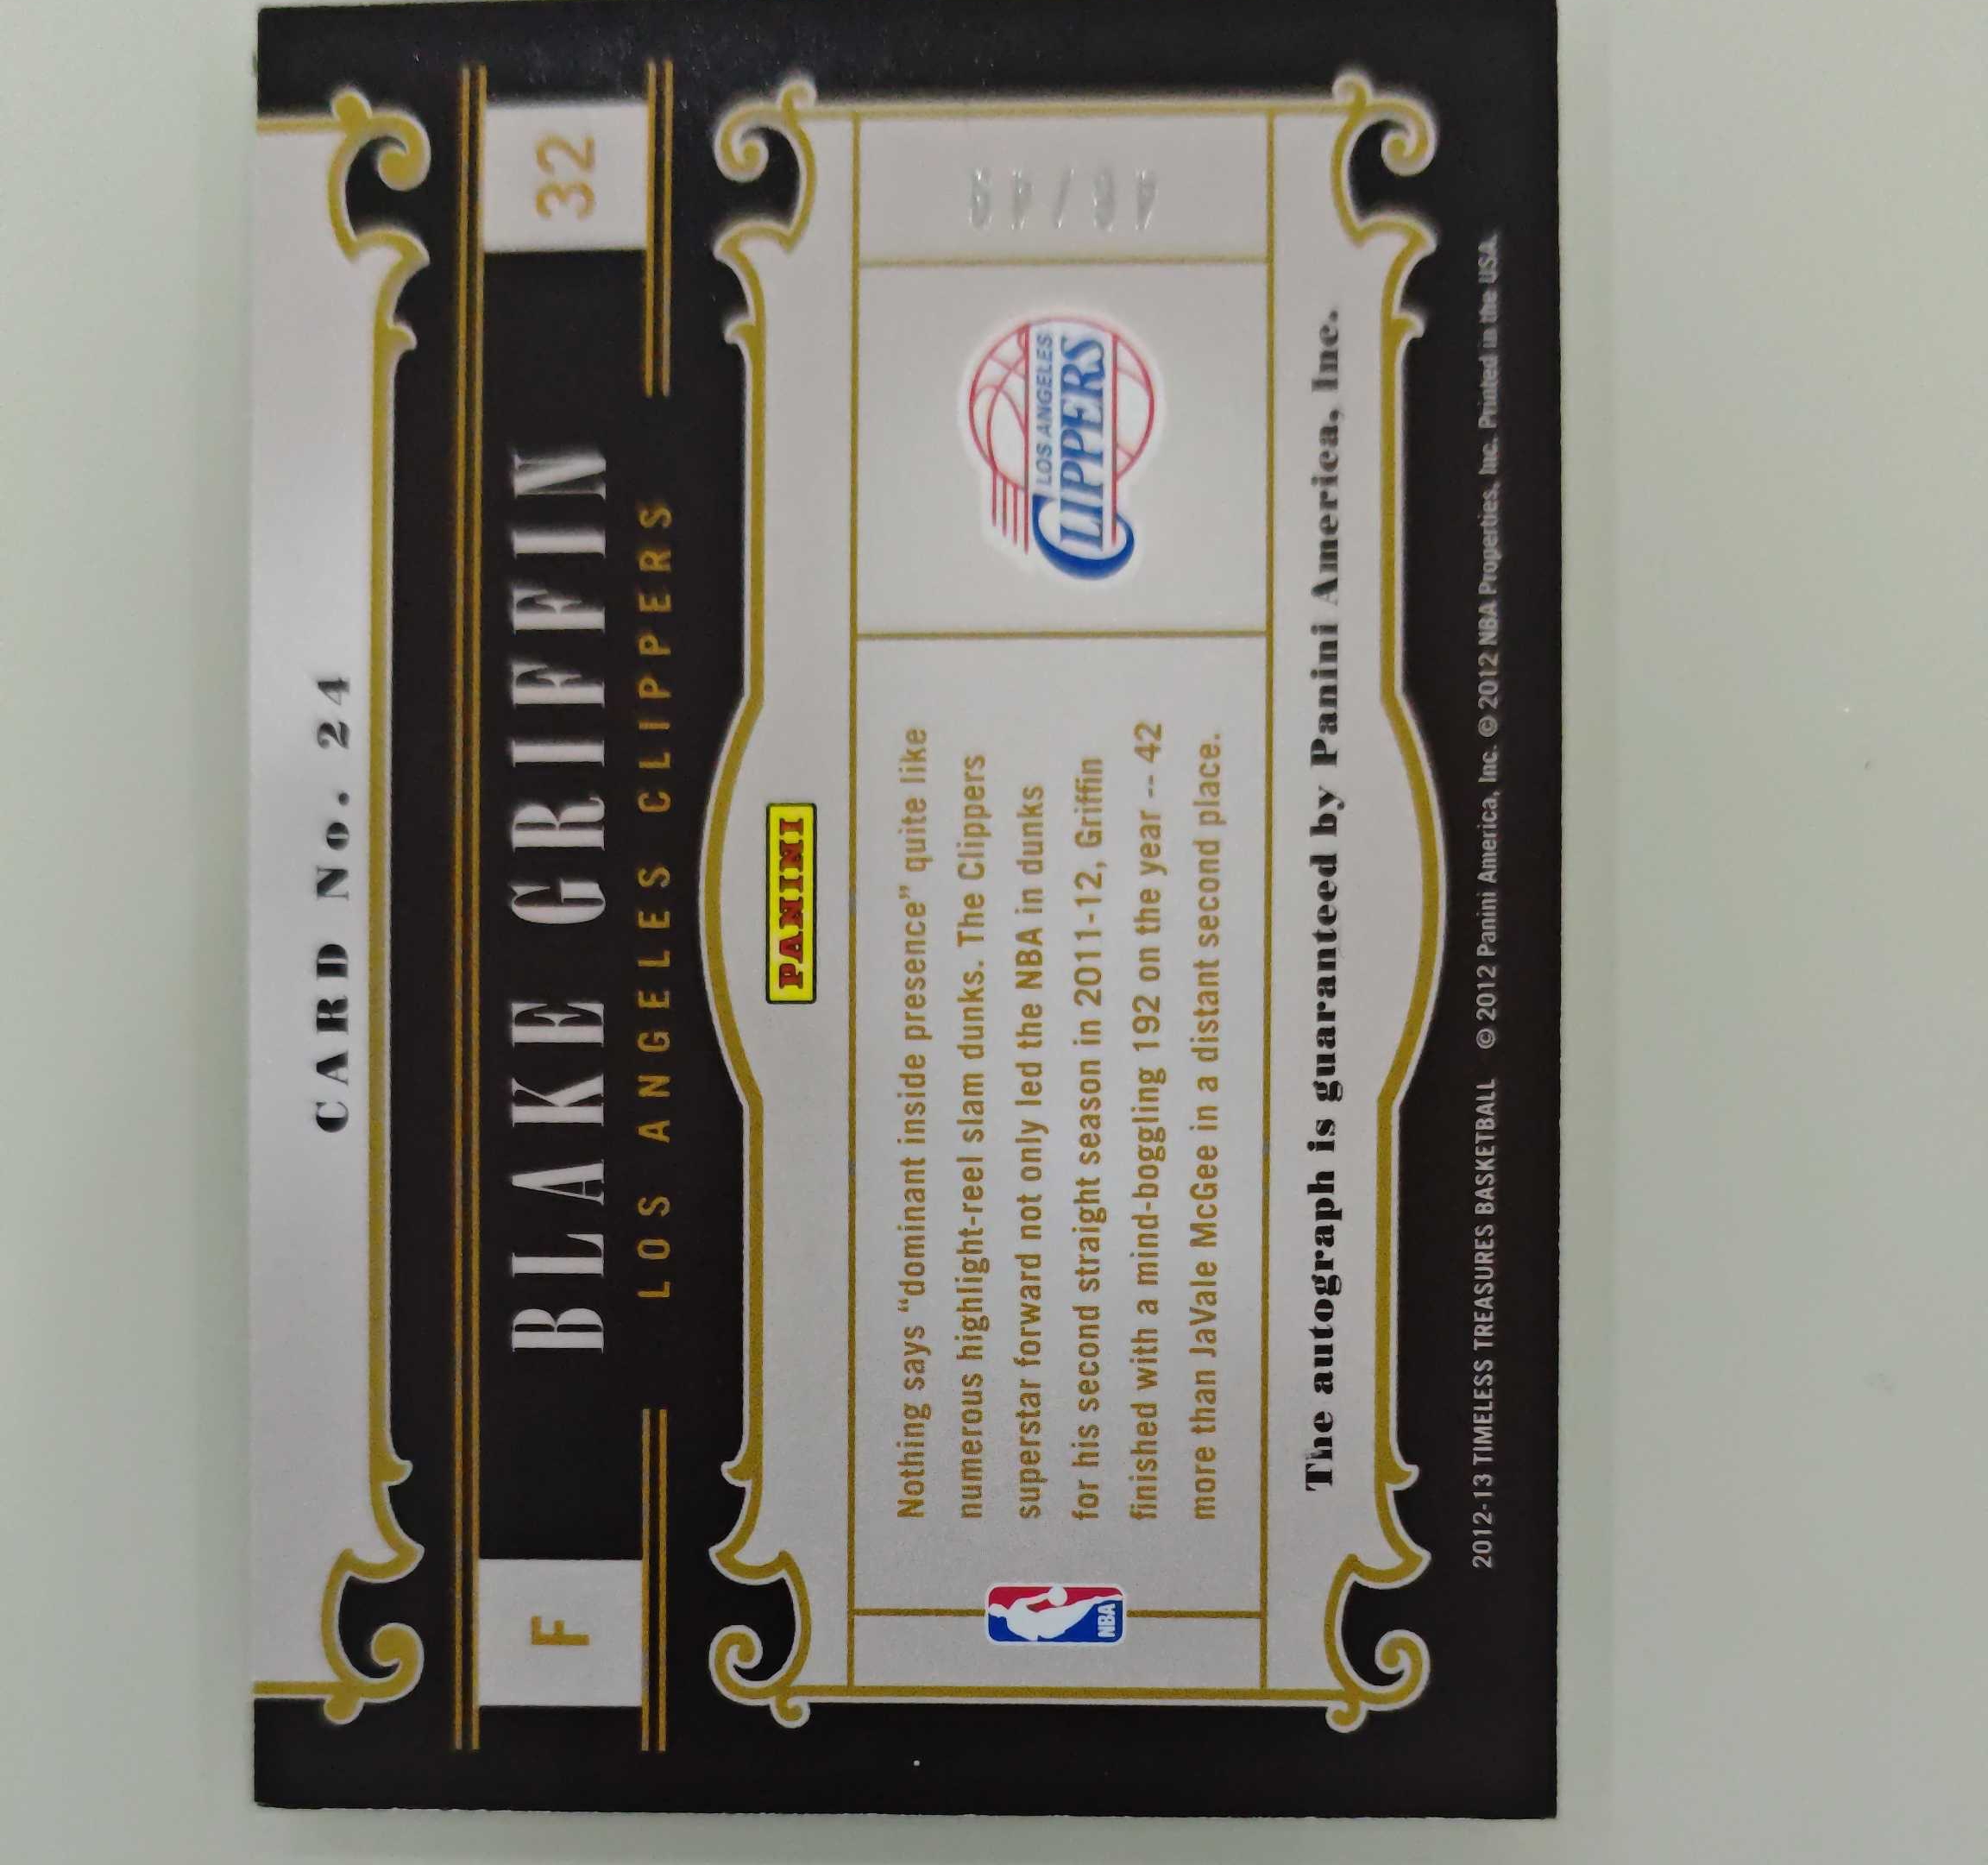 CARD No. 24
F
BLAKE GRIFFIN
32
LOS ANGELES CLIPPERS
PANINI
Nothing says “dominant inside presence” quite like
numerous highlight-reel slam dunks. The Clippers
superstar forward not only led the NBA in dunks
for his second straight season in 2011-12, Griffin
finished with a mind-boggling 192 on the year -- 42
more than JaVale McGee in a distant second place.
NBA
LOS ANGELES
CLIPPERS
The autograph is guaranteed by Panini America, Inc.
2012-13 TIMELESS TREASURES BASKETBALL © 2012 Panini America, Inc. © 2012 NBA Properties, Inc. Printed in the USA.